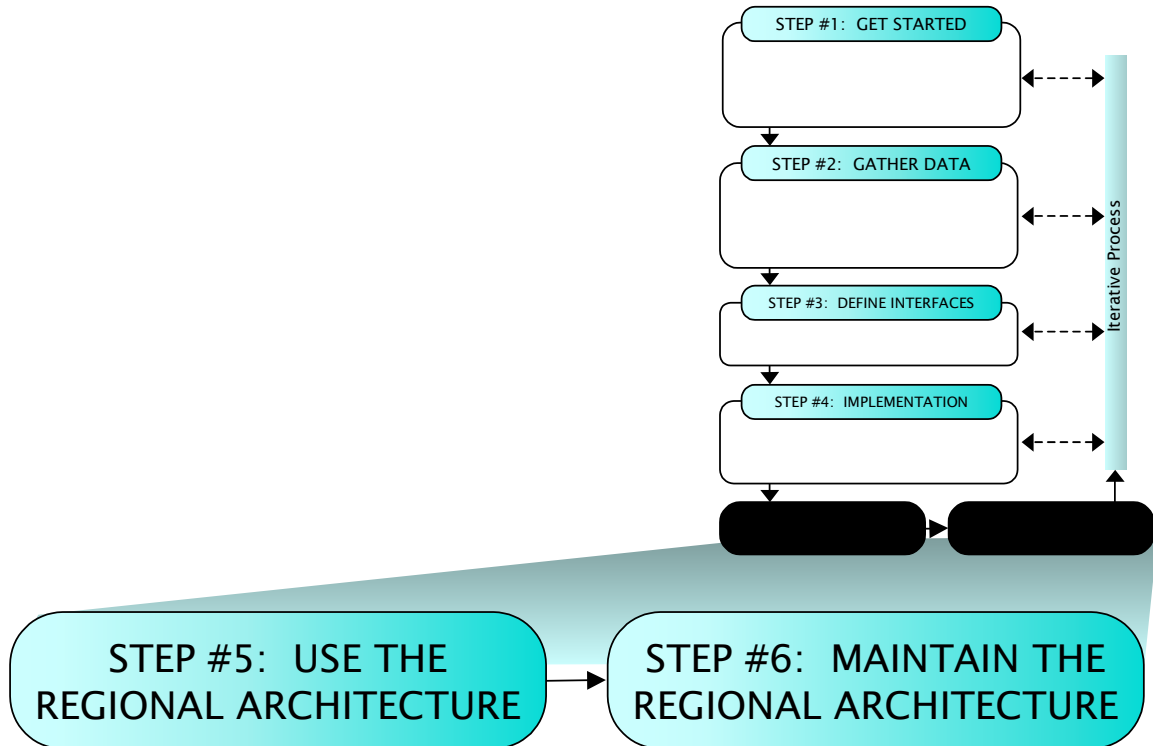 STEP #1: GET STARTED
STEP #2: GATHER DATA
STEP #3: DEFINE INTERFACES
STEP #4: IMPLEMENTATION
Iterative Process
STEP #5: USE THE
REGIONAL ARCHITECTURE
STEP #6: MAINTAIN THE
REGIONAL ARCHITECTURE